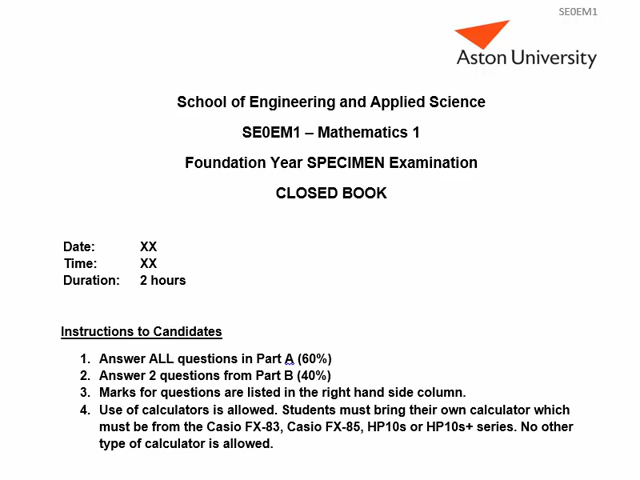 SE0EM1
Aston University
School of Engineering and Applied Science
SE0EM1 – Mathematics 1
Foundation Year SPECIMEN Examination
CLOSED BOOK
Date: XX
Time: XX
Duration: 2 hours
Instructions to Candidates
1. Answer ALL questions in Part A (60%)
2. Answer 2 questions from Part B (40%)
3. Marks for questions are listed in the right hand side column.
4. Use of calculators is allowed. Students must bring their own calculator which
must be from the Casio FX-83, Casio FX-85, HP10s or HP10s+ series. No other
type of calculator is allowed.